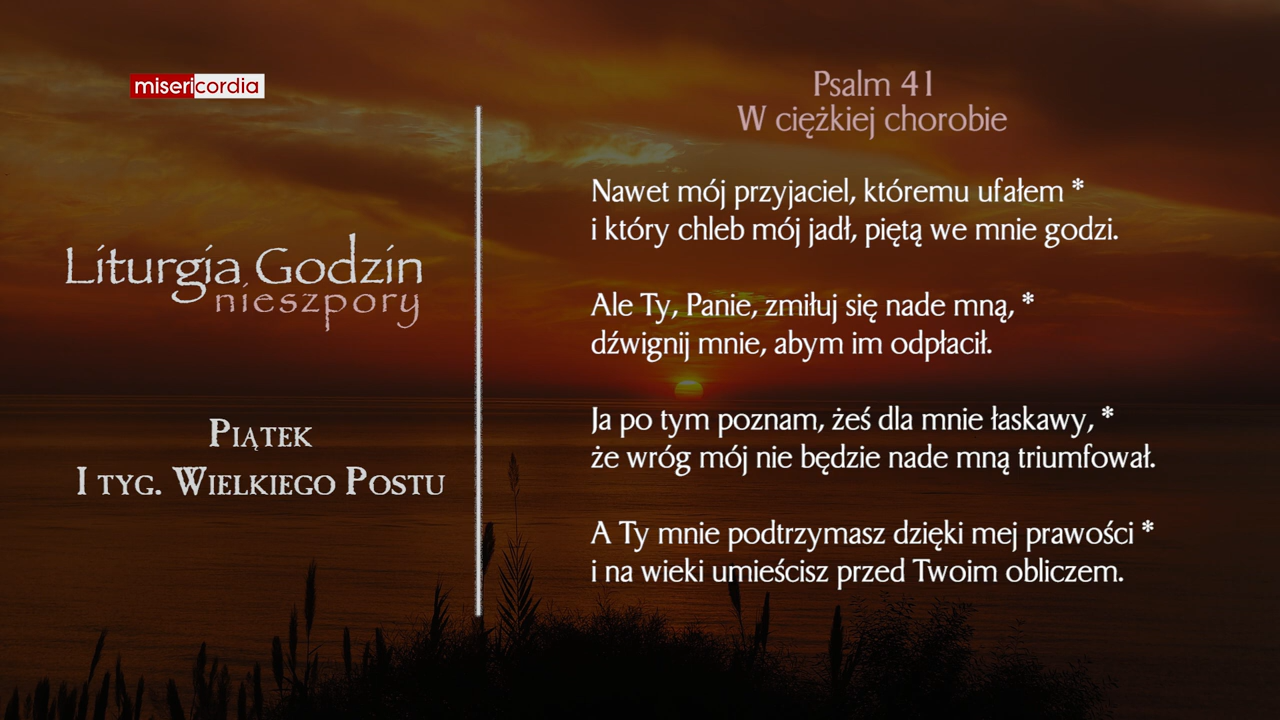 misericordia
Liturgia Godzin
nieszpory
Piątek
I tyg. Wielkiego Postu
Psalm 41
W ciężkiej chorobie
Nawet mój przyjaciel, któremu ufałem *
i który chleb mój jadł, piętą we mnie godzi.
Ale Ty, Panie, zmiłuj się nade mną, *
dźwignij mnie, abym im odpłacił.
Ja po tym poznam, żeś dla mnie łaskawy, *
że wróg mój nie będzie nade mną triumfował.
A Ty mnie podtrzymasz dzięki mej prawości *
i na wieki umieścisz przed Twoim obliczem.